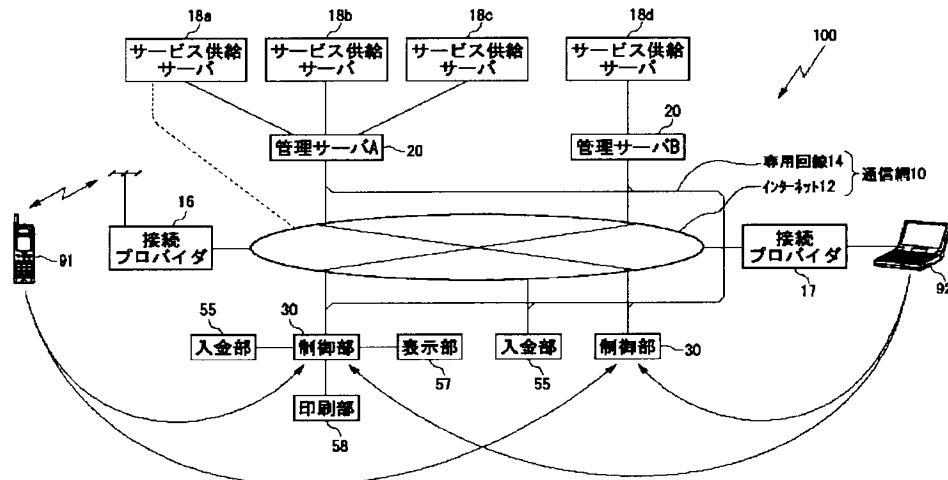 18a
18b
18c
18d
100
サービス供給
サーバ
サービス供給
サーバ
サービス供給
サーバ
サービス供給
サーバ
管理サーバA
20
20
管理サーバB
専用回線14
インターネット12
通信網10
16
接続
プロバイダ
91
接続
プロバイダ
17
92
55
入金部
30
制御部
表示部
57
入金部
55
制御部
30
印刷部
58